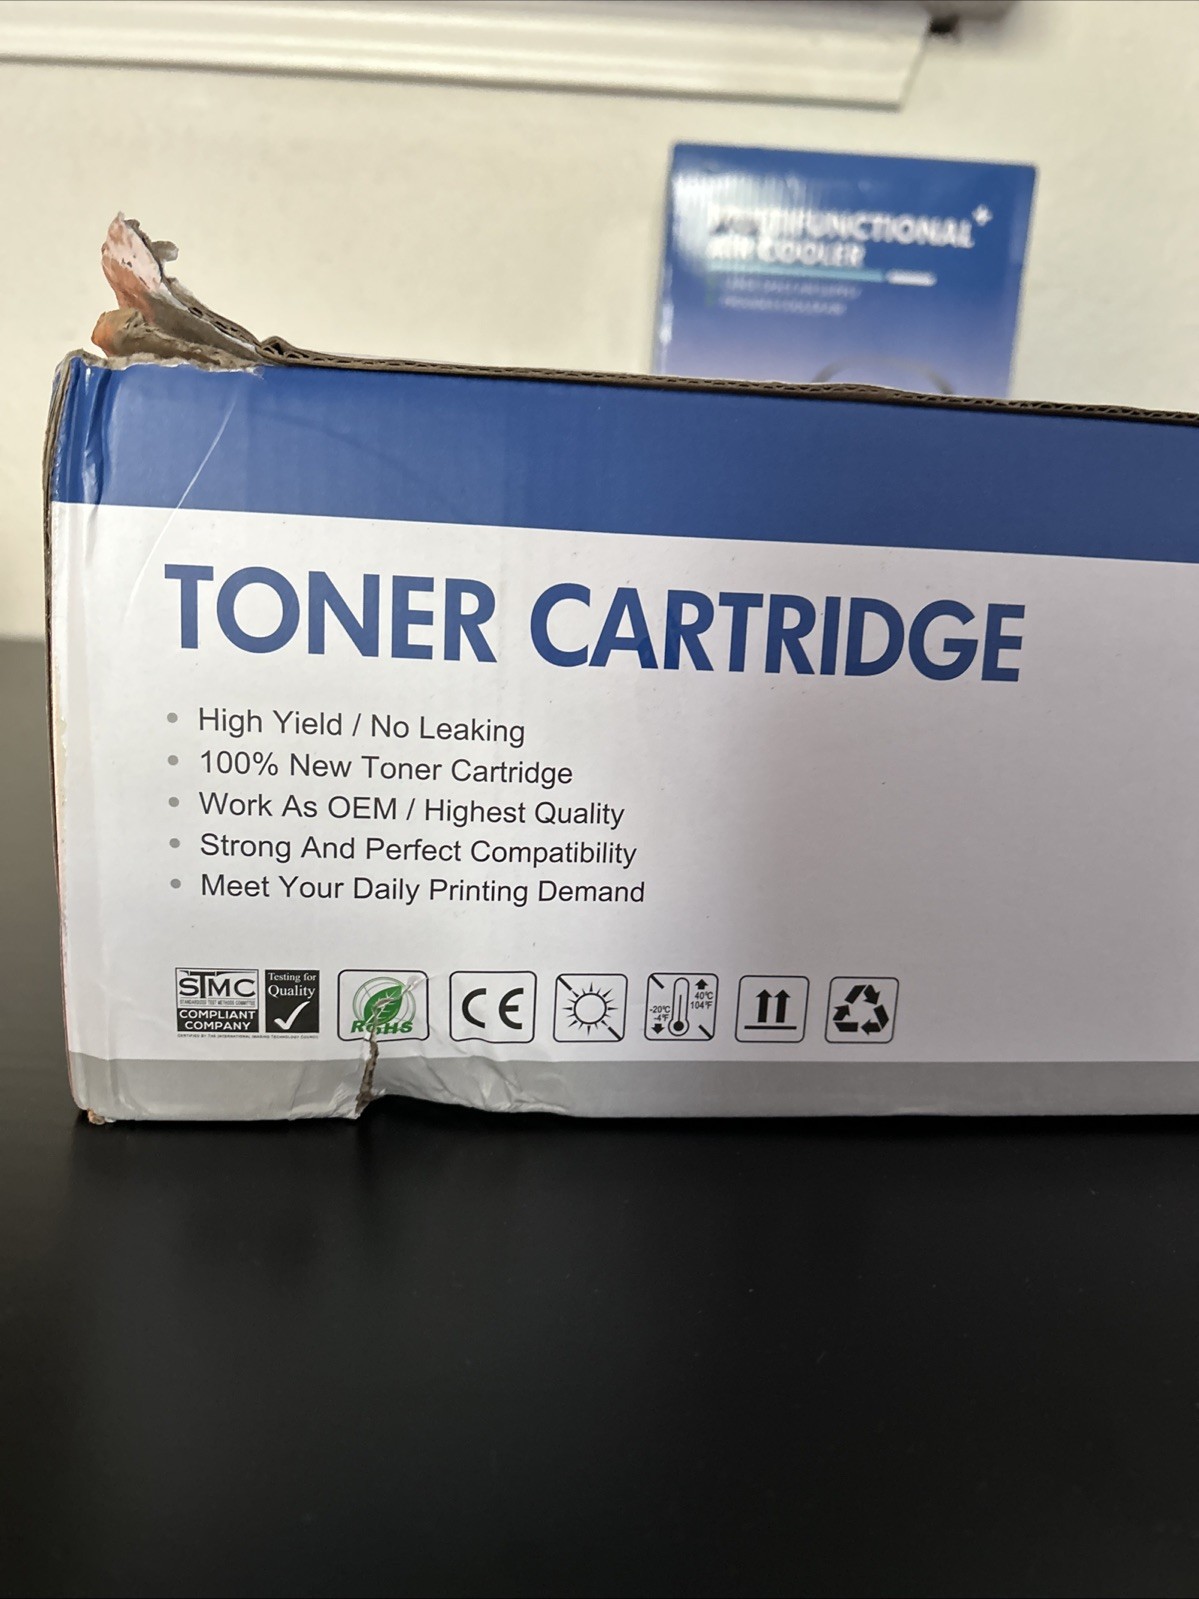 MULTIFUNCTIONAL+
AIR COOLER
TONER CARTRIDGE
• High Yield / No Leaking
• 100% New Toner Cartridge
• Work As OEM / Highest Quality
• Strong And Perfect Compatibility
• Meet Your Daily Printing Demand
STMC
COMPLIANT
COMPANY
Testing for
Quality
RoHS
CE
-20°C
-4°F
40°C
104°F